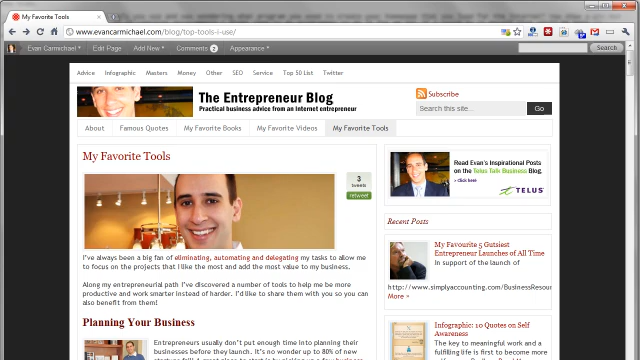 My Favorite Tools
www.evancarmichael.com/blog/top-tools-i-use/
Evan Carmichael
Edit Page
Add New
Comments 2
Appearance
Search
Advice
Infographic
Masters
Money
Other
SEO
Service
Top 50 List
Twitter
The Entrepreneur Blog
Practical business advice from an Internet entrepreneur
Subscribe
Search this site...
Go
About
Famous Quotes
My Favorite Books
My Favorite Videos
My Favorite Tools
My Favorite Tools
3
tweets
retweet
I've always been a big fan of eliminating, automating and delegating my tasks to allow me
to focus on the projects that I like the most and add the most value to my business.
Along my entrepreneurial path I've discovered a number of tools to help me be more
productive and work smarter instead of harder. I'd like to share them with you so you can
also benefit from them!
Planning Your Business
Entrepreneurs usually don't put enough time into planning their
businesses before they launch. It's no wonder up to 80% of new
Read Evan's Inspirational Posts
on the Telus Talk Business Blog.
> click here
TELUS
Recent Posts
My Favourite 5 Gutsiest
Entrepreneur Launches of All Time
In support of the launch of
http://www.simplyaccounting.com/BusinessResour
More »
Infographic: 10 Quotes on Self
Awareness
The key to meaningful work and a
fulfilling life is first to become more